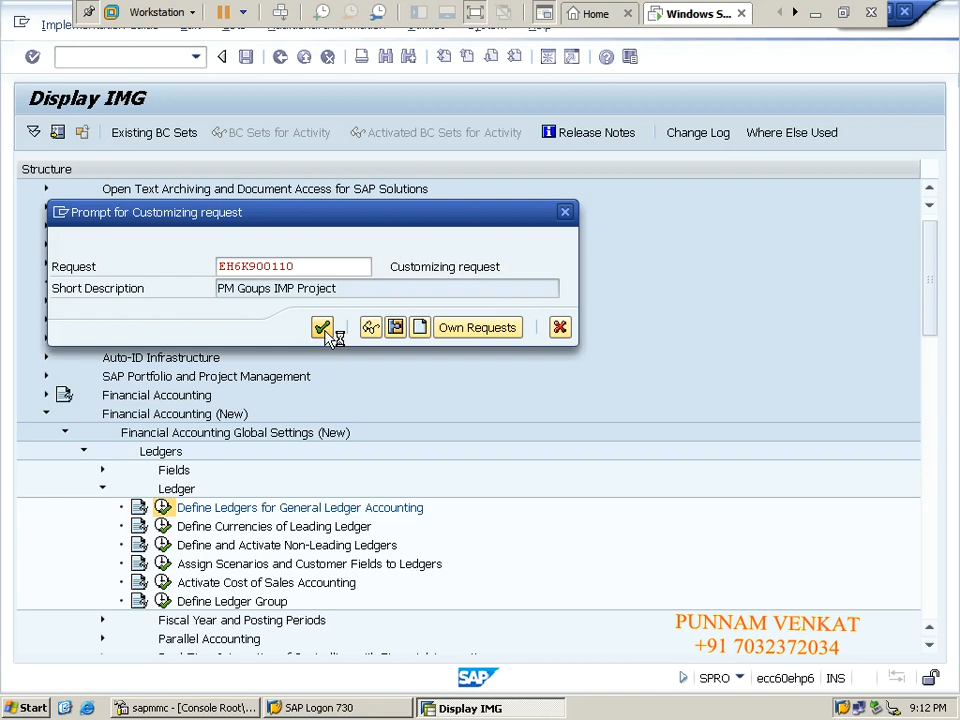 Workstation
Home
Windows S...
Display IMG
Existing BC Sets
BC Sets for Activity
Activated BC Sets for Activity
Release Notes
Change Log
Where Else Used
Structure
Open Text Archiving and Document Access for SAP Solutions
Prompt for Customizing request
Request
EH6K900110
Customizing request
Short Description
PM Goups IMP Project
Own Requests
Auto-ID Infrastructure
SAP Portfolio and Project Management
Financial Accounting
Financial Accounting (New)
Financial Accounting Global Settings (New)
Ledgers
Fields
Ledger
Define Ledgers for General Ledger Accounting
Define Currencies of Leading Ledger
Define and Activate Non-Leading Ledgers
Assign Scenarios and Customer Fields to Ledgers
Activate Cost of Sales Accounting
Define Ledger Group
Fiscal Year and Posting Periods
Parallel Accounting
PUNNAM VENKAT
+91 7032372034
SAP
SPRO
ecc60ehp6
INS
Start
sapmmc - [Console Root\...
SAP Logon 730
Display IMG
9:12 PM